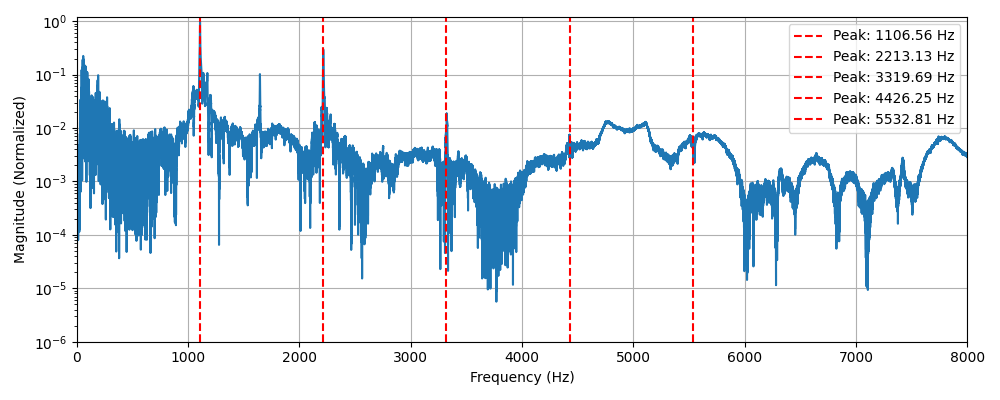 10⁰
10⁻¹
10⁻²
10⁻³
10⁻⁴
10⁻⁵
10⁻⁶
Magnitude (Normalized)
Peak: 1106.56 Hz
Peak: 2213.13 Hz
Peak: 3319.69 Hz
Peak: 4426.25 Hz
Peak: 5532.81 Hz
0 1000 2000 3000 4000 5000 6000 7000 8000
Frequency (Hz)